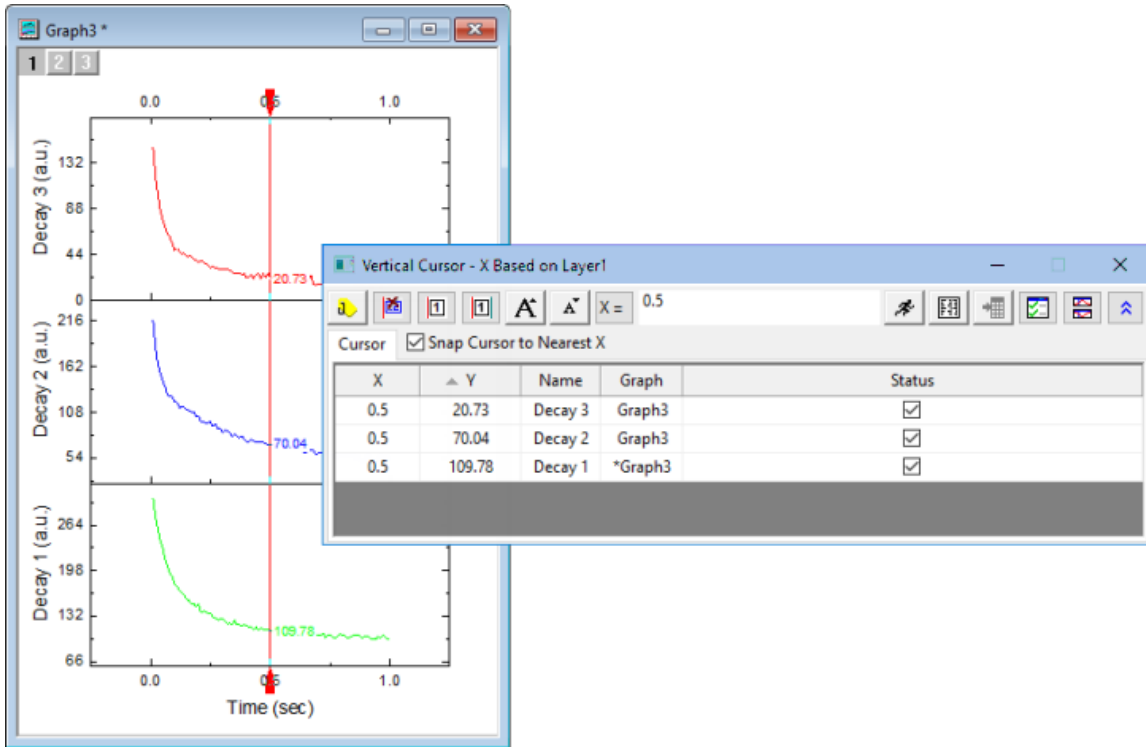 Graph3 *
1 2 3
0.0 0.5 1.0
Decay 3 (a.u.)
132
88
44
0
20.73
Decay 2 (a.u.)
216
162
108
54
70.04
Decay 1 (a.u.)
264
198
132
66
109.78
0.0 0.5 1.0
Time (sec)
Vertical Cursor - X Based on Layer1
1 1 A A X = 0.5
Cursor Snap Cursor to Nearest X
X Y Name Graph Status
0.5 20.73 Decay 3 Graph3
0.5 70.04 Decay 2 Graph3
0.5 109.78 Decay 1 *Graph3